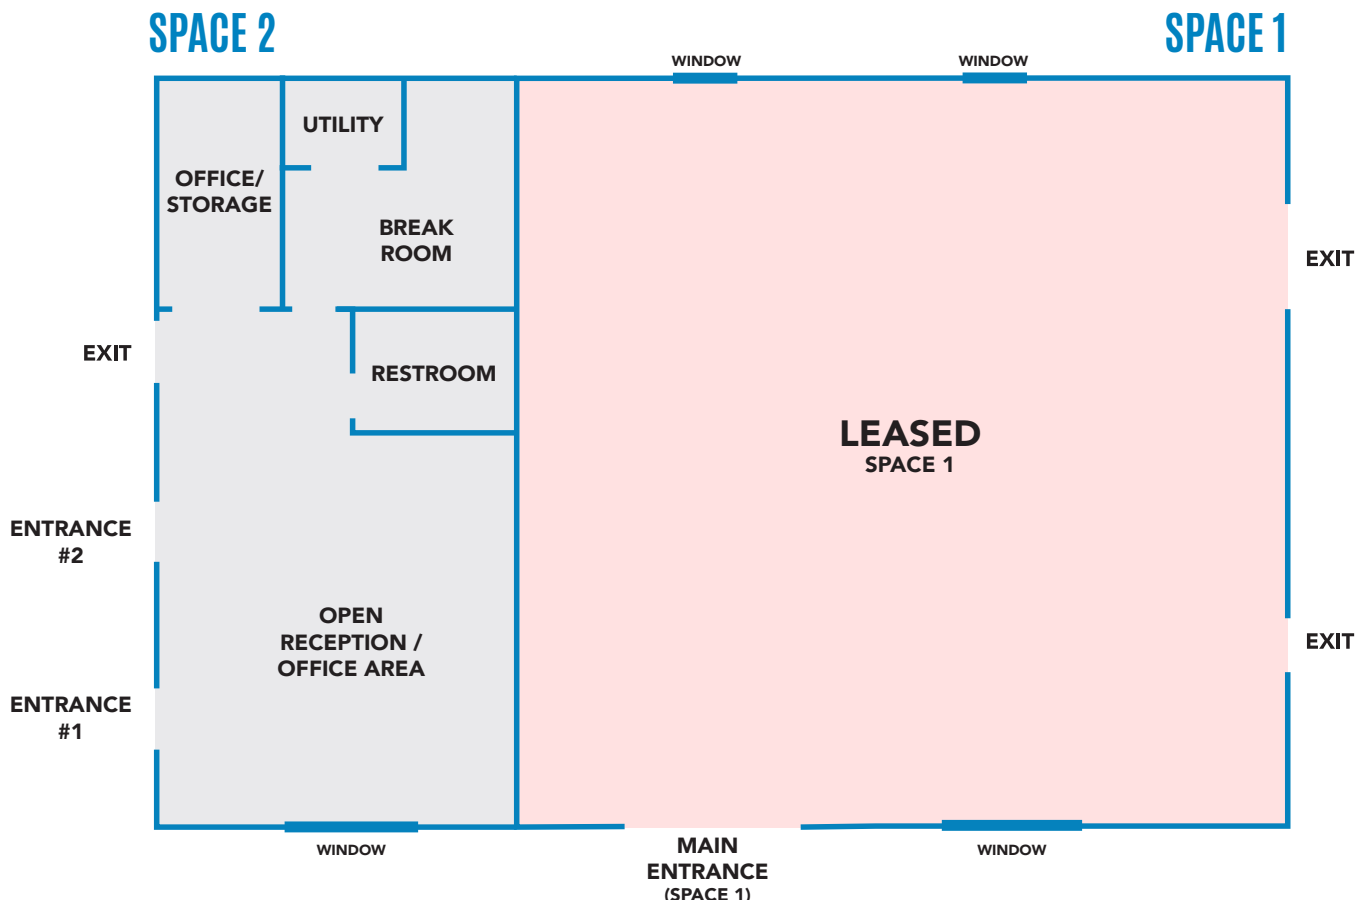 SPACE 2
SPACE 1
WINDOW
WINDOW
UTILITY
OFFICE/
STORAGE
BREAK
ROOM
EXIT
EXIT
RESTROOM
LEASED
SPACE 1
ENTRANCE
#2
OPEN
RECEPTION /
OFFICE AREA
EXIT
ENTRANCE
#1
WINDOW
MAIN
ENTRANCE
(SPACE 1)
WINDOW